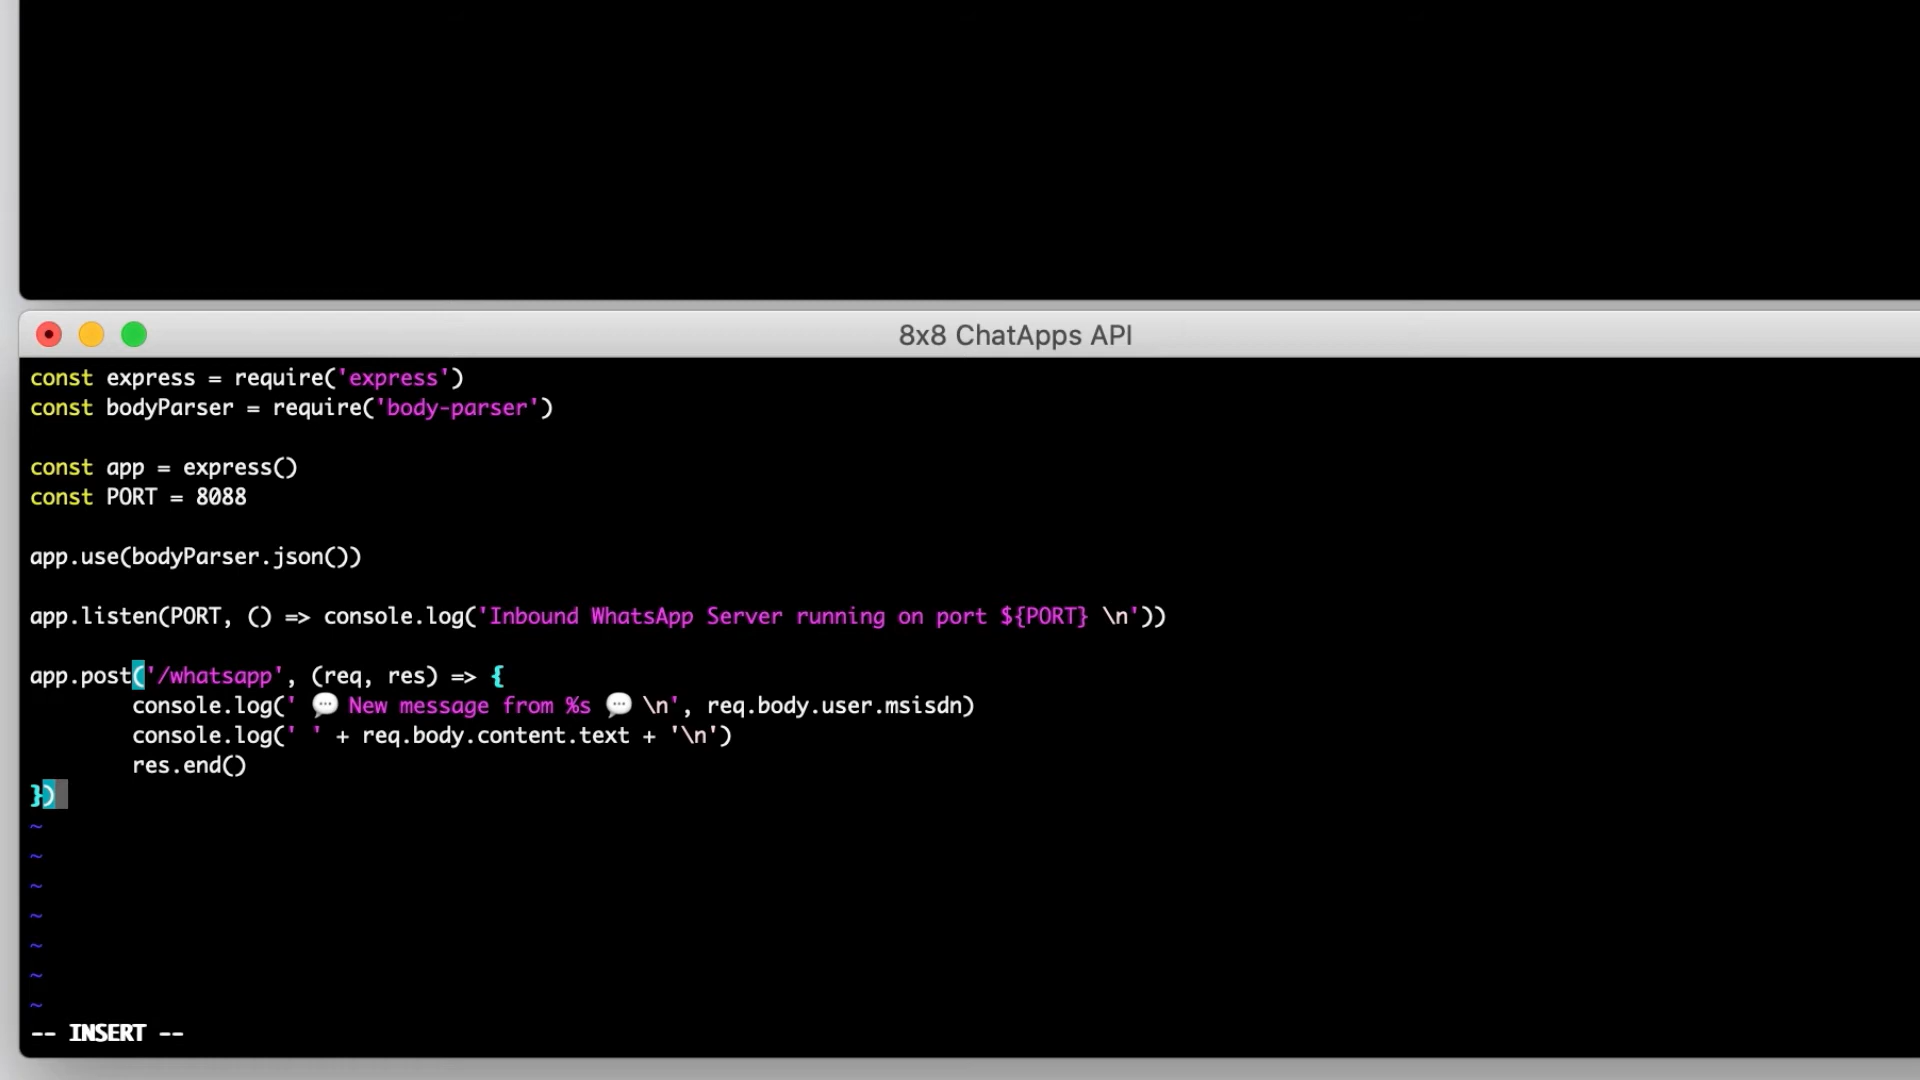 8x8 ChatApps API
const express = require('express')
const bodyParser = require('body-parser')
const app = express()
const PORT = 8088
app.use(bodyParser.json())
app.listen(PORT, () => console.log('Inbound WhatsApp Server running on port ${PORT} \n'))
app.post('/whatsapp', (req, res) => {
console.log(' 💬 New message from %s 💬 \n', req.body.user.msisdn)
console.log(' ' + req.body.content.text + '\n')
res.end()
})
~
~
~
~
~
~
~
-- INSERT --